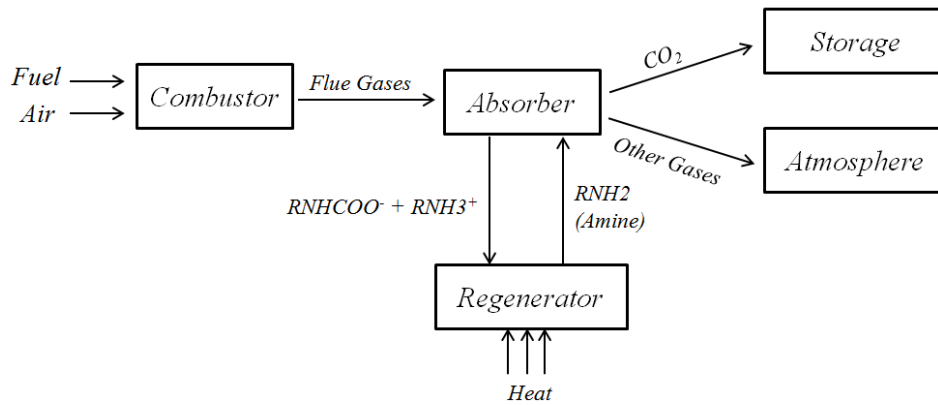 Fuel
Air
Combustor
Flue Gases
Absorber
CO₂
Storage
Other Gases
Atmosphere
RNHCOO⁻ + RNH3⁺
RNH2
(Amine)
Regenerator
Heat